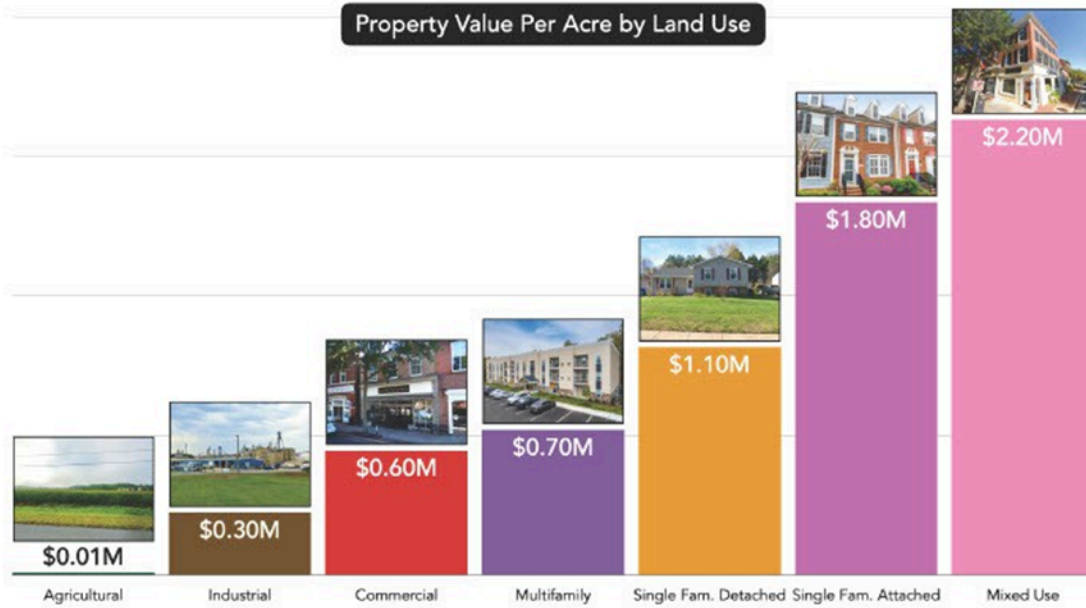 Property Value Per Acre by Land Use
$0.01M
$0.30M
$0.60M
$0.70M
$1.10M
$1.80M
$2.20M
Agricultural
Industrial
Commercial
Multifamily
Single Fam. Detached
Single Fam. Attached
Mixed Use